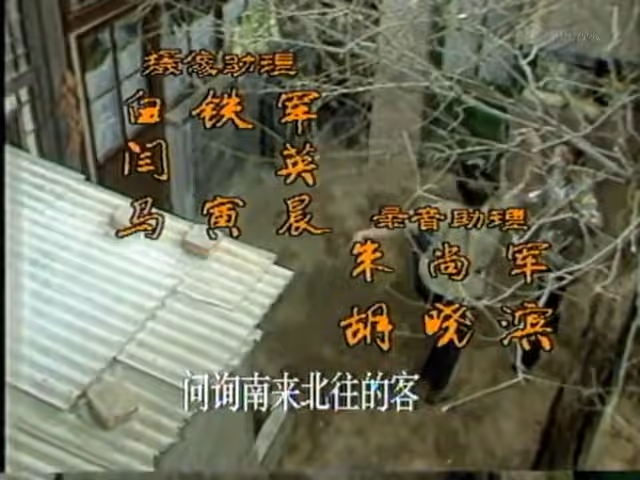 摄像助理
白铁军
闫英
马寅晨
录音助理
朱尚军
胡晓滨
问询南来北往的客